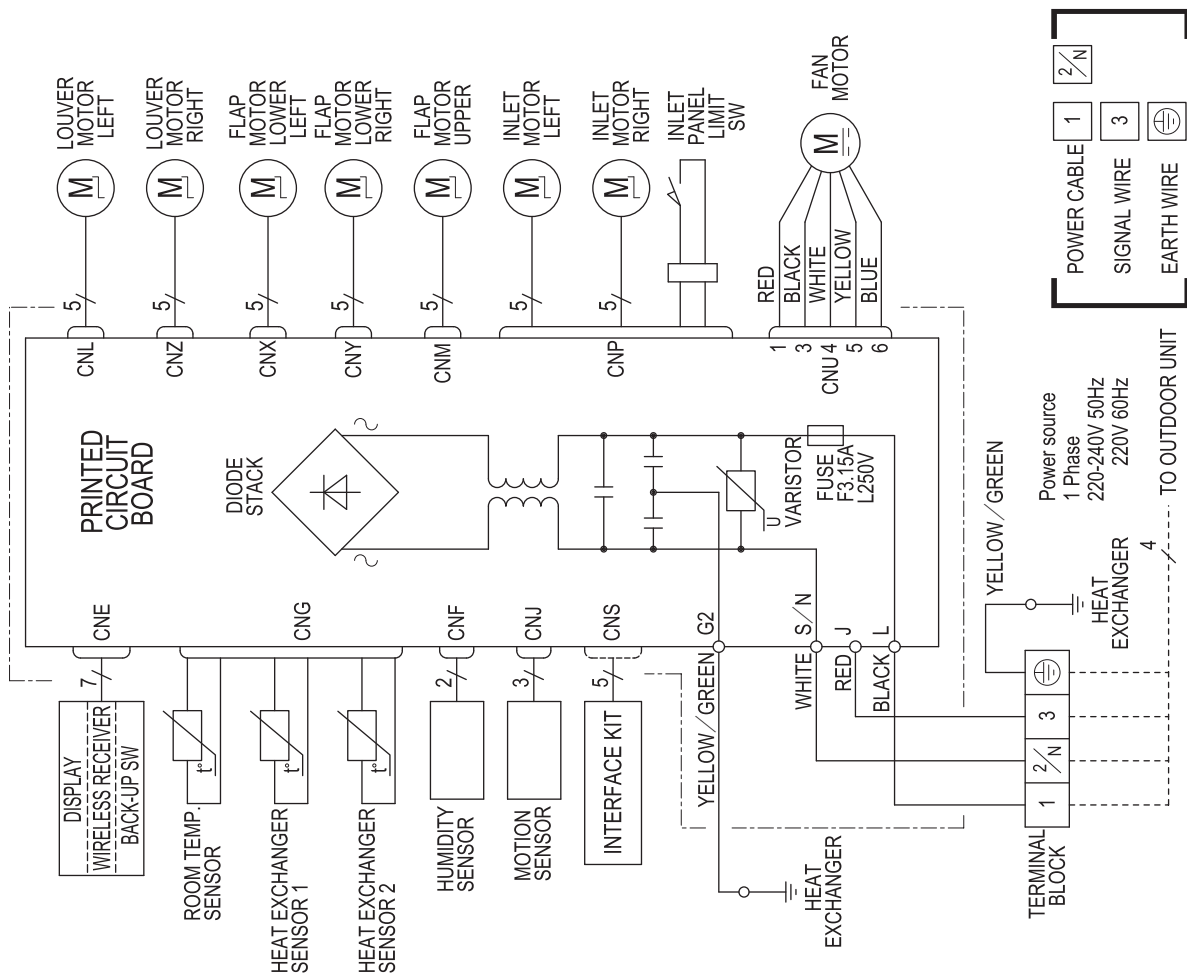 PRINTED
CIRCUIT
BOARD
DIODE
STACK
CNE
CNG
CNF
CNJ
CNS
G2
S/N
J
L
CNL
CNZ
CNX
CNY
CNM
CNP
CNU
1
3
4
5
6
U
VARISTOR
FUSE
F3.15A
L250V
DISPLAY
WIRELESS RECEIVER
BACK-UP SW
7
ROOM TEMP.
SENSOR
t°
HEAT EXCHANGER
SENSOR 1
t°
HEAT EXCHANGER
SENSOR 2
t°
HUMIDITY
SENSOR
2
MOTION
SENSOR
3
INTERFACE KIT
5
YELLOW/GREEN
WHITE
RED
BLACK
HEAT
EXCHANGER
LOUVER
MOTOR
LEFT
M
5
LOUVER
MOTOR
RIGHT
M
5
FLAP
MOTOR
LOWER
LEFT
M
5
FLAP
MOTOR
LOWER
RIGHT
M
5
FLAP
MOTOR
UPPER
M
5
INLET
MOTOR
LEFT
M
5
INLET
MOTOR
RIGHT
M
5
INLET
PANEL
LIMIT
SW
FAN
MOTOR
M
RED
BLACK
WHITE
YELLOW
BLUE
TERMINAL
BLOCK
1
2/N
3
YELLOW/GREEN
HEAT
EXCHANGER
4
TO OUTDOOR UNIT
Power source
1 Phase
220-240V 50Hz
220V 60Hz
POWER CABLE 1 2/N
SIGNAL WIRE 3
EARTH WIRE